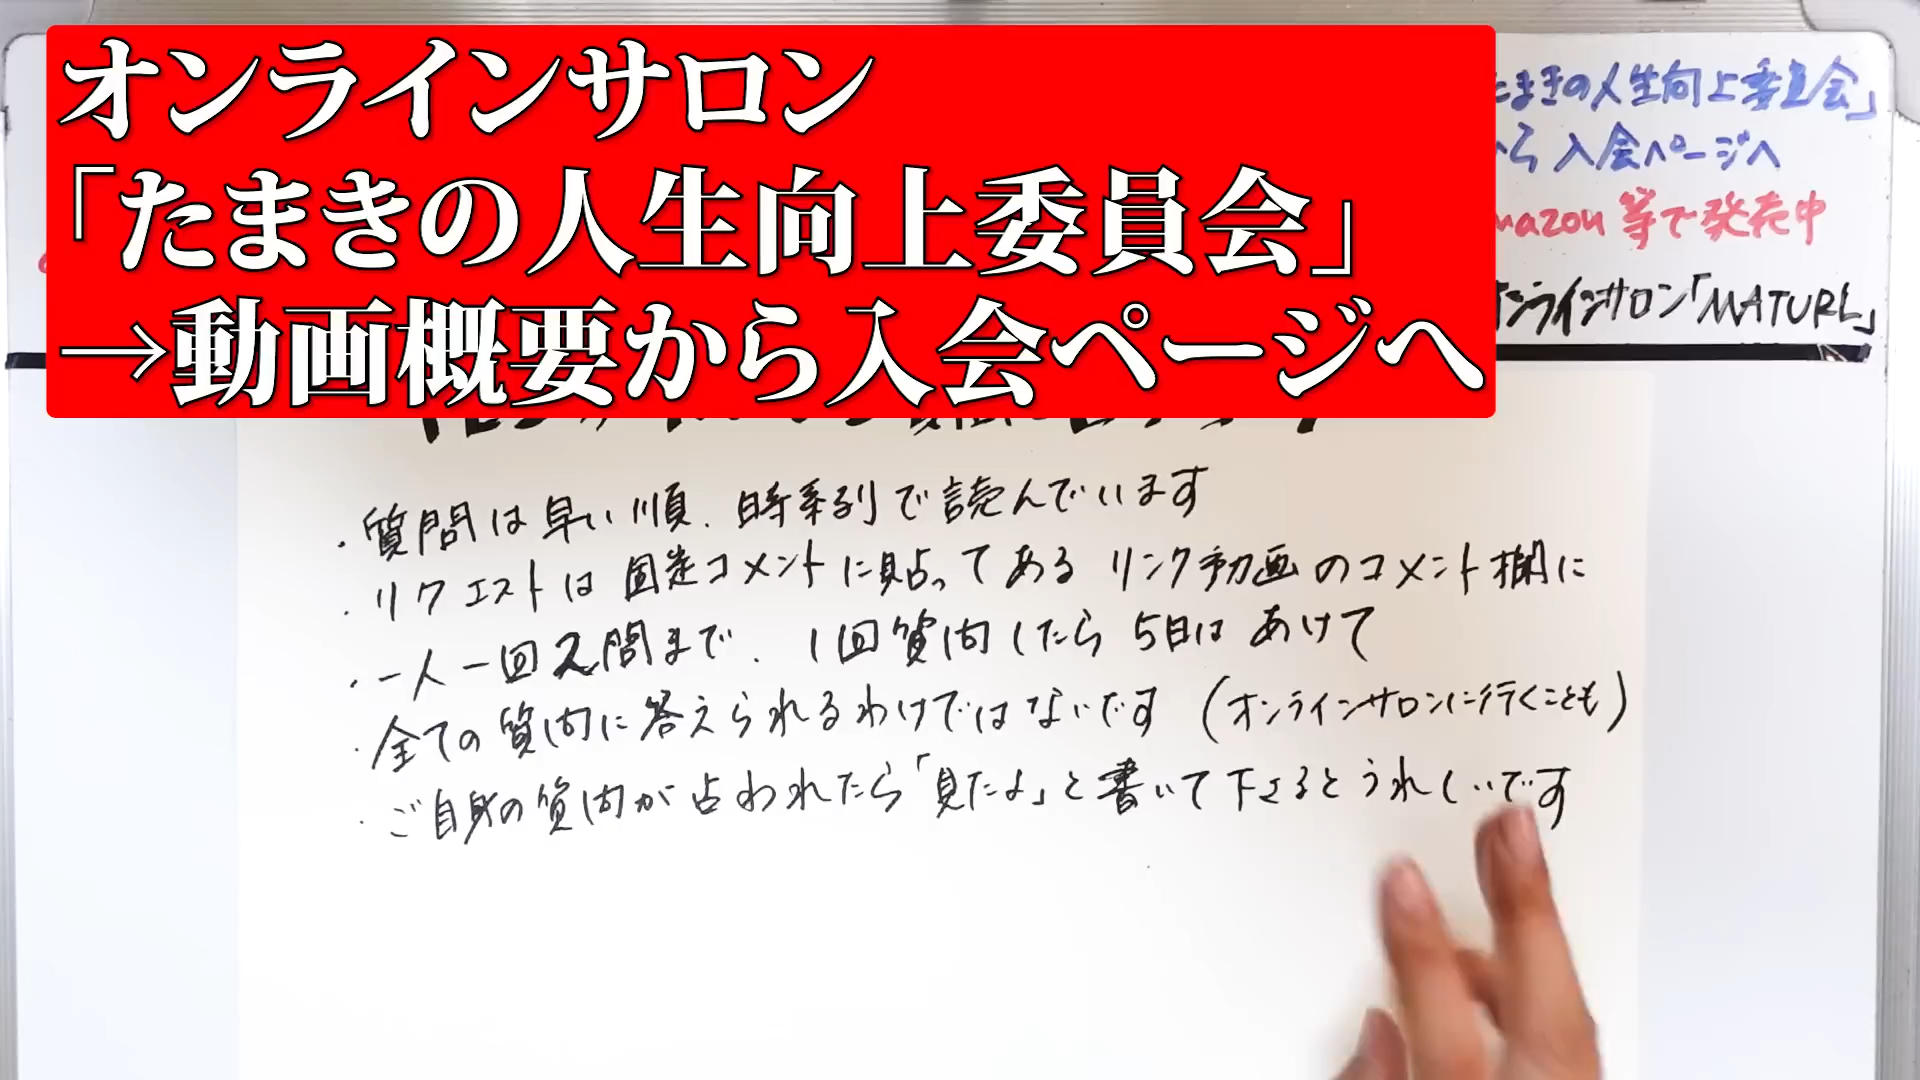 オンラインサロン
「たまきの人生向上委員会」
→動画概要から入会ページへ
たまきの人生向上委員会」
から 入会ページへ
amazon 等で発売中
オンラインサロン「MATURE」
・質問は早い順、時系列で読んでいます
・リクエストは固定コメントに貼ってある リンク動画のコメント欄に
・一人一回2問まで、1回質問したら 5日は あけて
・全ての質問に答えられるわけではないです (オンラインサロンに行くことも)
・ご自身の質問が占われたら「見たよ」と書いて下さるとうれしいです